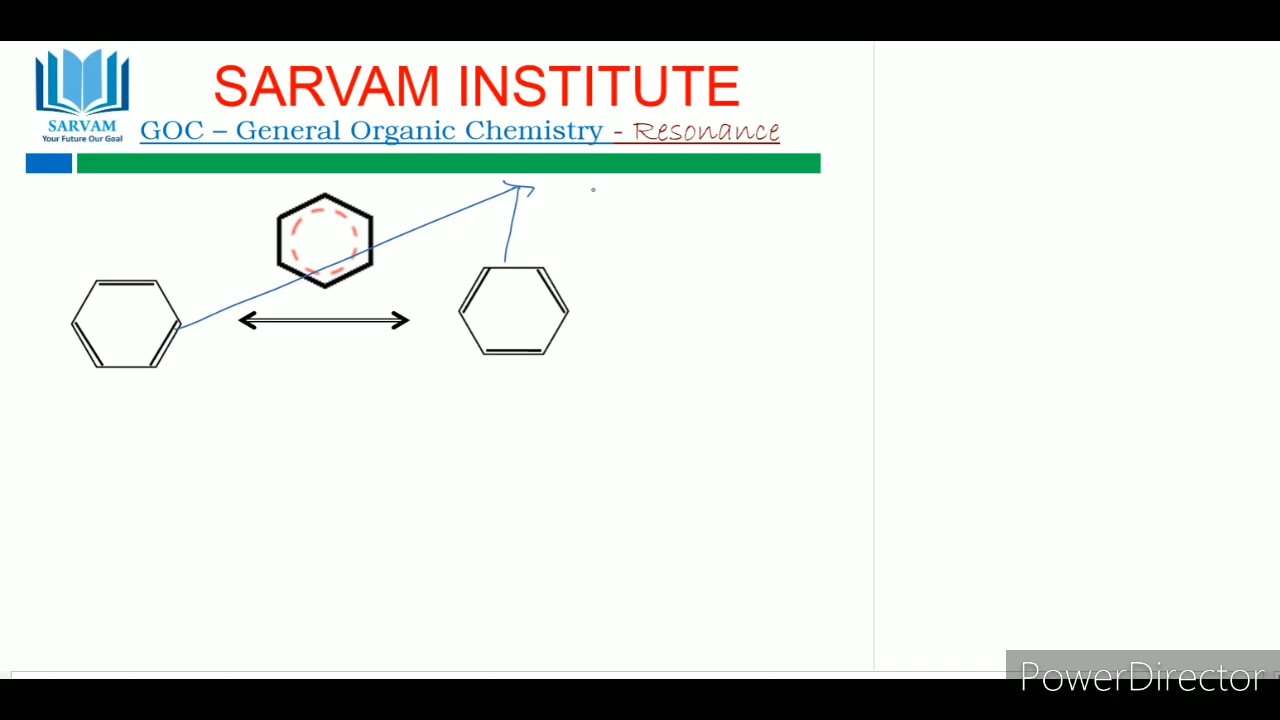 SARVAM INSTITUTE
SARVAM
Your Future Our Goal
GOC – General Organic Chemistry - Resonance
PowerDirector